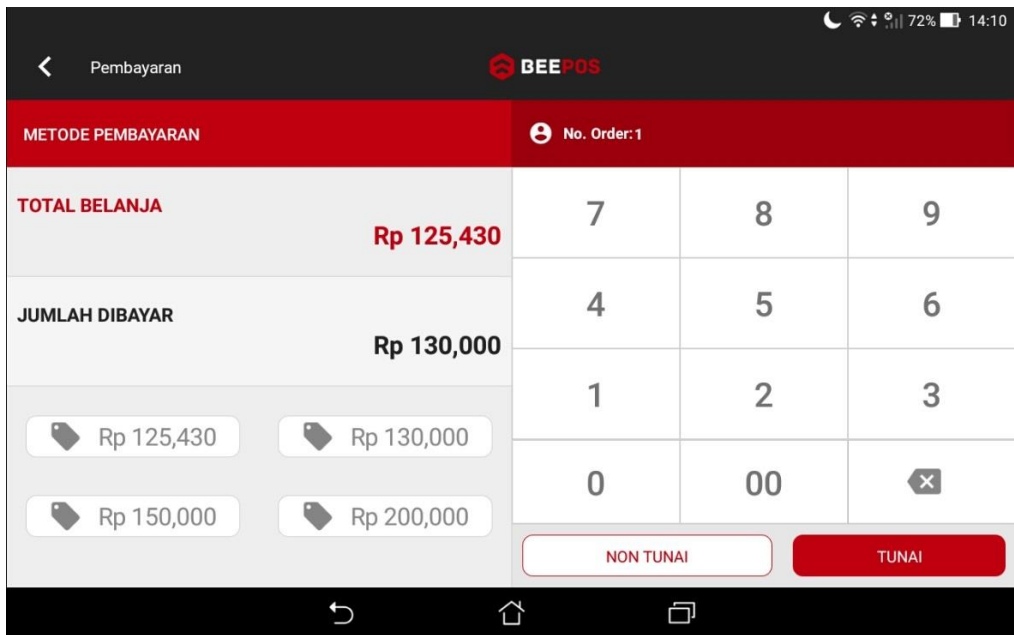 72% 14:10
Pembayaran
BEEPOS
METODE PEMBAYARAN
No. Order:1
TOTAL BELANJA
Rp 125,430
JUMLAH DIBAYAR
Rp 130,000
Rp 125,430
Rp 130,000
Rp 150,000
Rp 200,000
7 8 9
4 5 6
1 2 3
0 00
NON TUNAI
TUNAI